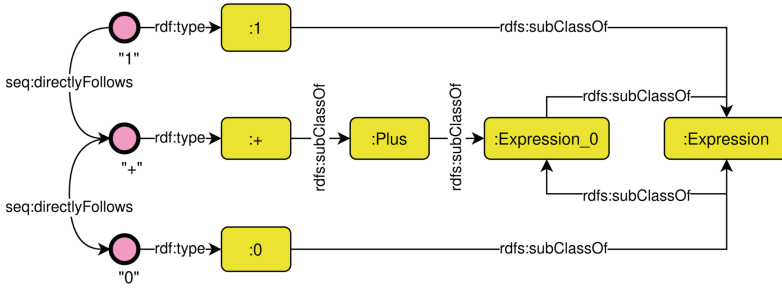 rdf:type
:1
rdfs:subClassOf
"1"
seq:directlyFollows
rdfs:subClassOf
rdf:type
:+
rdfs:subClassOf
:Plus
rdfs:subClassOf
:Expression_0
:Expression
"+"
rdfs:subClassOf
seq:directlyFollows
rdf:type
:0
rdfs:subClassOf
"0"